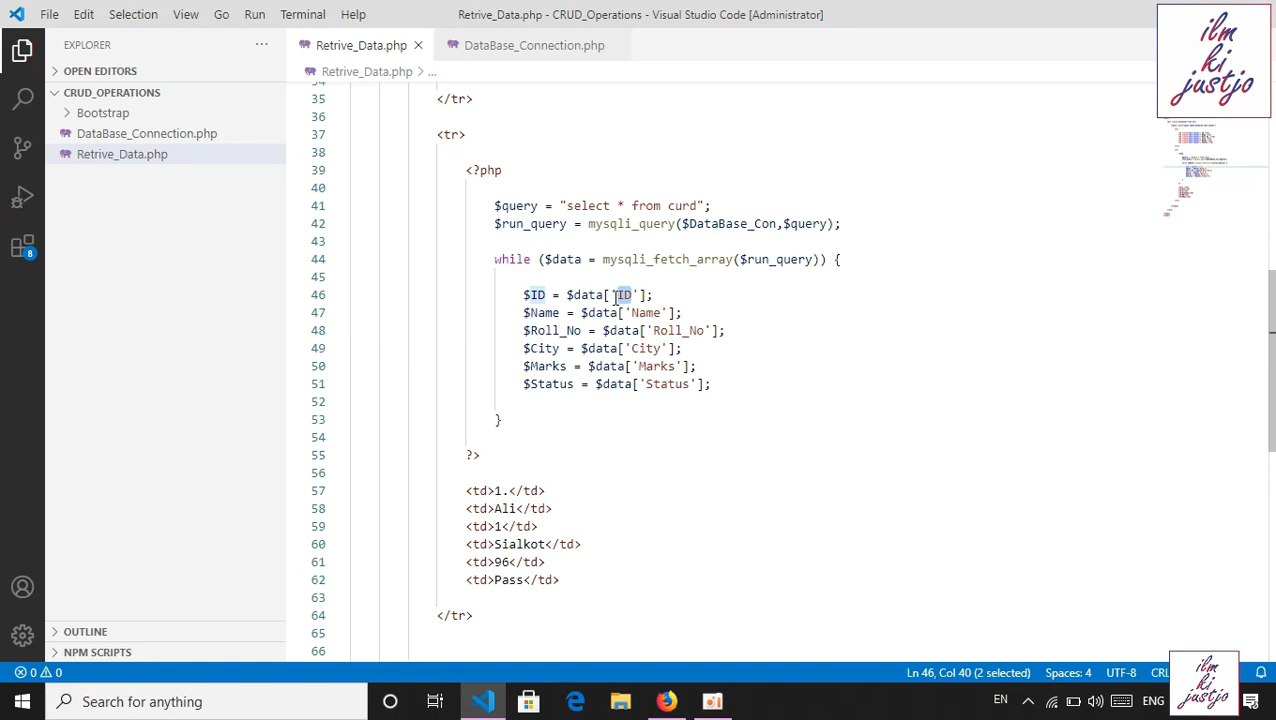 File Edit Selection View Go Run Terminal Help
Retrive_Data.php - CRUD_Operations - Visual Studio Code [Administrator]
EXPLORER
OPEN EDITORS
CRUD_OPERATIONS
Bootstrap
DataBase_Connection.php
Retrive_Data.php
OUTLINE
NPM SCRIPTS
8
Retrive_Data.php
DataBase_Connection.php
Retrive_Data.php > ...
35 </tr>
36
37 <tr>
38
39 <?php
40
41 $query = "select * from curd";
42 $run_query = mysqli_query($DataBase_Con,$query);
43
44 while ($data = mysqli_fetch_array($run_query)) {
45
46 $ID = $data['ID'];
47 $Name = $data['Name'];
48 $Roll_No = $data['Roll_No'];
49 $City = $data['City'];
50 $Marks = $data['Marks'];
51 $Status = $data['Status'];
52
53 }
54
55 ?>
56
57 <td>1.</td>
58 <td>Ali</td>
59 <td>1</td>
60 <td>Sialkot</td>
61 <td>96</td>
62 <td>Pass</td>
63
64 </tr>
65
66
ilm
ki
justjo
0 0
Ln 46, Col 40 (2 selected)
Spaces: 4
UTF-8
Search for anything
EN
ENG
ilm
ki
justjo